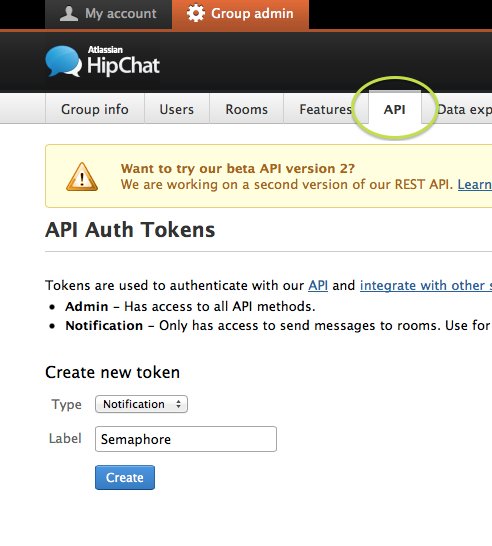 My account Group admin
Atlassian
HipChat
Group info Users Rooms Features API Data exp
Want to try our beta API version 2?
We are working on a second version of our REST API. Learn
API Auth Tokens
Tokens are used to authenticate with our API and integrate with other s
• Admin – Has access to all API methods.
• Notification – Only has access to send messages to rooms. Use for
Create new token
Type Notification
Label Semaphore
Create